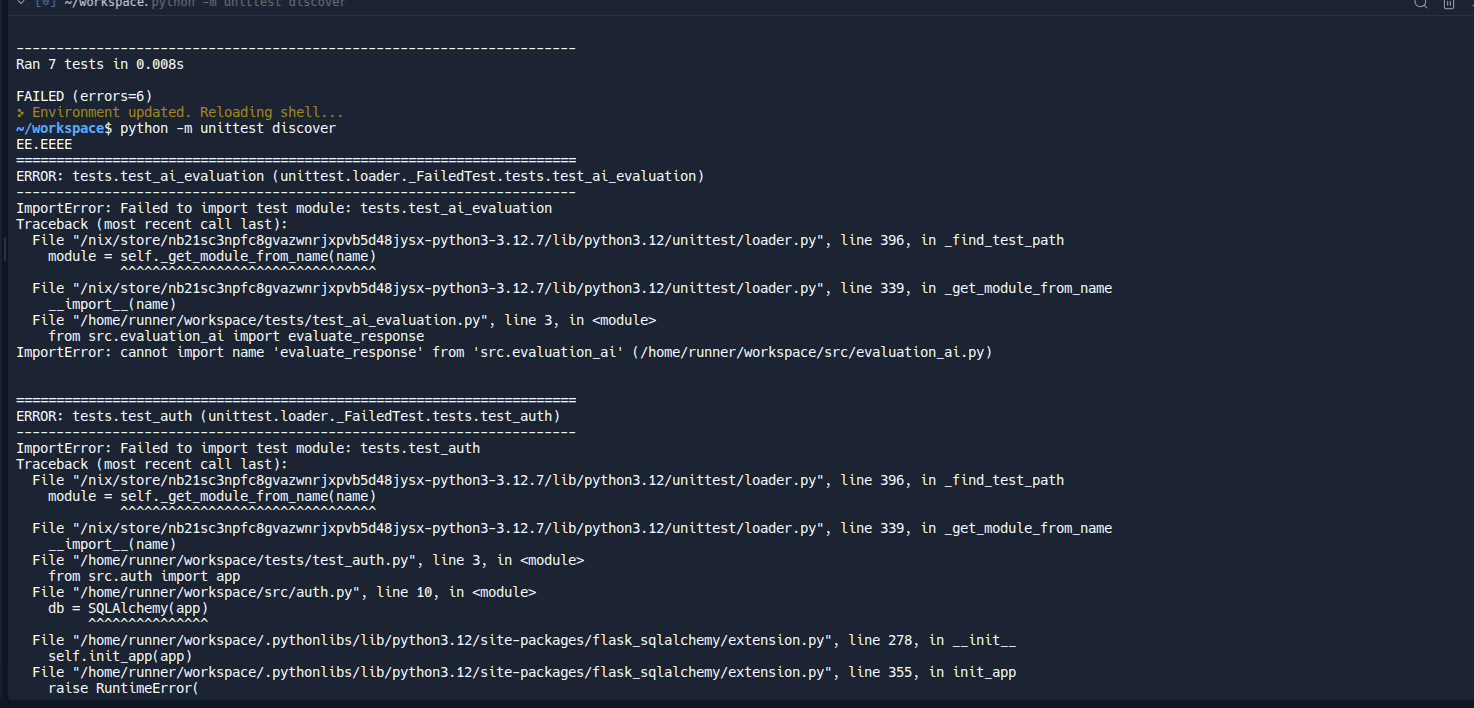 [0] ~/workspace: python -m unittest discover
----------------------------------------------------------------------
Ran 7 tests in 0.008s
FAILED (errors=6)
Environment updated. Reloading shell...
~/workspace$ python -m unittest discover
EE.EEEE
======================================================================
ERROR: tests.test_ai_evaluation (unittest.loader._FailedTest.tests.test_ai_evaluation)
----------------------------------------------------------------------
ImportError: Failed to import test module: tests.test_ai_evaluation
Traceback (most recent call last):
  File "/nix/store/nb21sc3npfc8gvazwnrjxpvb5d48jysx-python3-3.12.7/lib/python3.12/unittest/loader.py", line 396, in _find_test_path
    module = self._get_module_from_name(name)
             ^^^^^^^^^^^^^^^^^^^^^^^^^^^^^^^^
  File "/nix/store/nb21sc3npfc8gvazwnrjxpvb5d48jysx-python3-3.12.7/lib/python3.12/unittest/loader.py", line 339, in _get_module_from_name
    __import__(name)
  File "/home/runner/workspace/tests/test_ai_evaluation.py", line 3, in <module>
    from src.evaluation_ai import evaluate_response
ImportError: cannot import name 'evaluate_response' from 'src.evaluation_ai' (/home/runner/workspace/src/evaluation_ai.py)
======================================================================
ERROR: tests.test_auth (unittest.loader._FailedTest.tests.test_auth)
----------------------------------------------------------------------
ImportError: Failed to import test module: tests.test_auth
Traceback (most recent call last):
  File "/nix/store/nb21sc3npfc8gvazwnrjxpvb5d48jysx-python3-3.12.7/lib/python3.12/unittest/loader.py", line 396, in _find_test_path
    module = self._get_module_from_name(name)
             ^^^^^^^^^^^^^^^^^^^^^^^^^^^^^^^^
  File "/nix/store/nb21sc3npfc8gvazwnrjxpvb5d48jysx-python3-3.12.7/lib/python3.12/unittest/loader.py", line 339, in _get_module_from_name
    __import__(name)
  File "/home/runner/workspace/tests/test_auth.py", line 3, in <module>
    from src.auth import app
  File "/home/runner/workspace/src/auth.py", line 10, in <module>
    db = SQLAlchemy(app)
         ^^^^^^^^^^^^^^^
  File "/home/runner/workspace/.pythonlibs/lib/python3.12/site-packages/flask_sqlalchemy/extension.py", line 278, in __init__
    self.init_app(app)
  File "/home/runner/workspace/.pythonlibs/lib/python3.12/site-packages/flask_sqlalchemy/extension.py", line 355, in init_app
    raise RuntimeError(